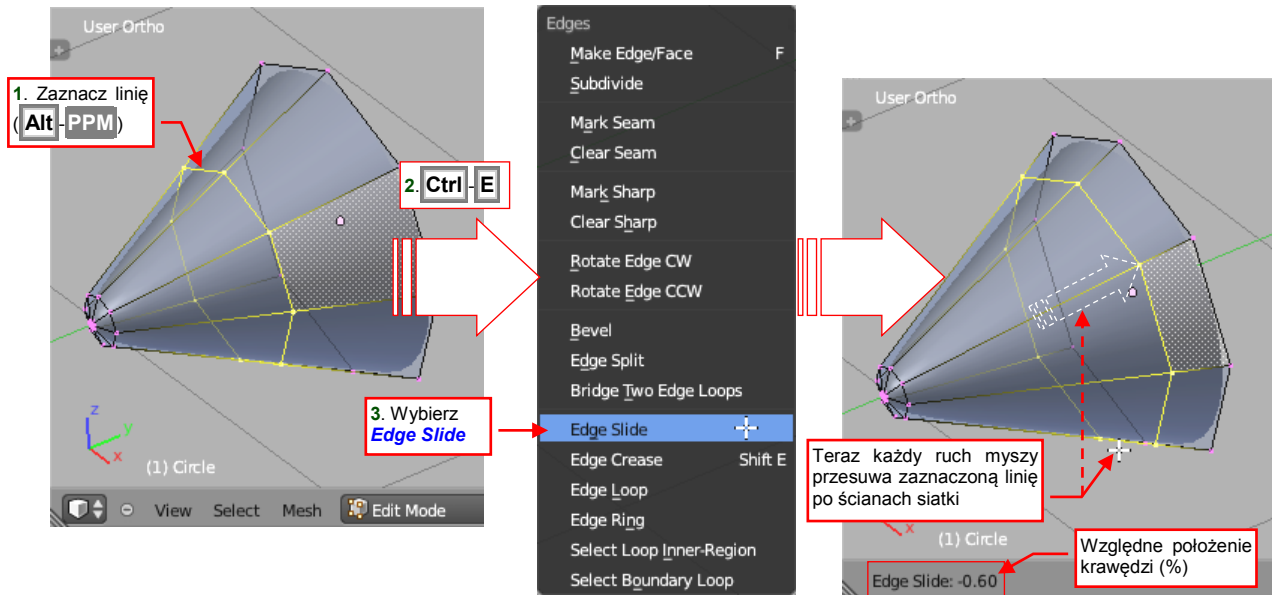 User Ortho
1. Zaznacz linię
(Alt-PPM)
z
y
x
(1) Circle
View Select Mesh Edit Mode
2. Ctrl-E
3. Wybierz
Edge Slide
Edges
Make Edge/Face F
Subdivide
Mark Seam
Clear Seam
Mark Sharp
Clear Sharp
Rotate Edge CW
Rotate Edge CCW
Bevel
Edge Split
Bridge Two Edge Loops
Edge Slide
Edge Crease Shift E
Edge Loop
Edge Ring
Select Loop Inner-Region
Select Boundary Loop
User Ortho
Teraz każdy ruch myszy
przesuwa zaznaczoną linię
po ścianach siatki
x
(1) Circle
Względne położenie
krawędzi (%)
Edge Slide: -0.60